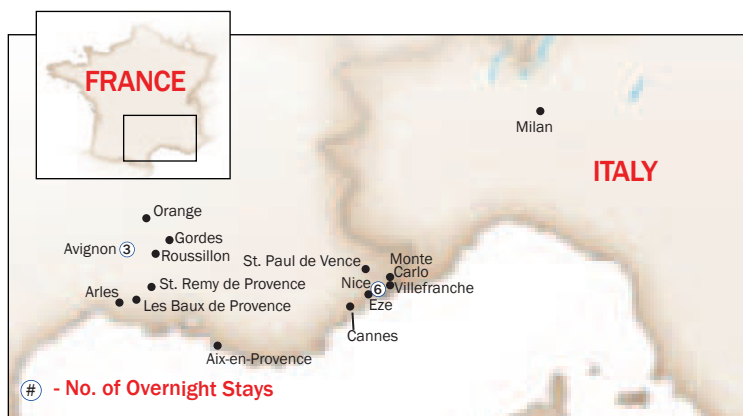 FRANCE
Milan
ITALY
Orange
Gordes
Avignon 3
Roussillon
St. Paul de Vence
Monte
Carlo
St. Remy de Provence
Nice 6
Villefranche
Arles
Les Baux de Provence
Eze
Cannes
Aix-en-Provence
# - No. of Overnight Stays